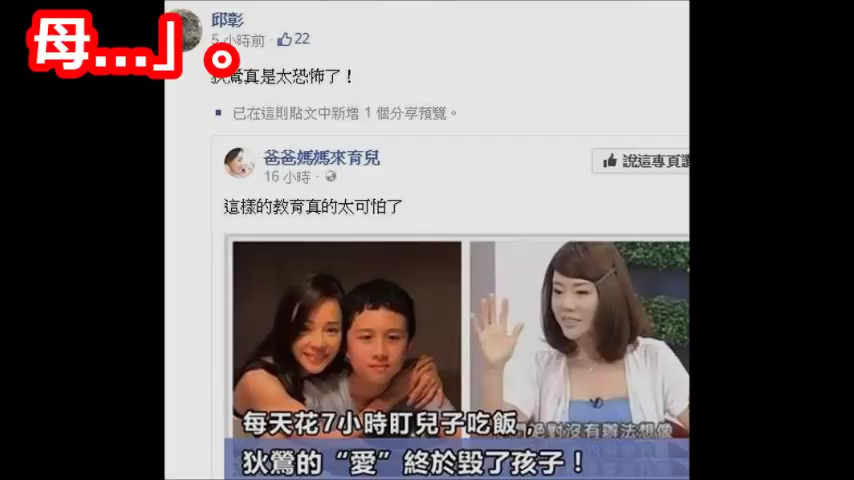 母...」。
邱彰
5 小時前 · 22
狄鶯真是太恐怖了！
已在這則貼文中新增 1 個分享預覽。
爸爸媽媽來育兒
16 小時 ·
說這專頁讚
這樣的教育真的太可怕了
每天花7小時盯兒子吃飯，
絕對沒有辦法想像
狄鶯的“愛”終於毀了孩子！